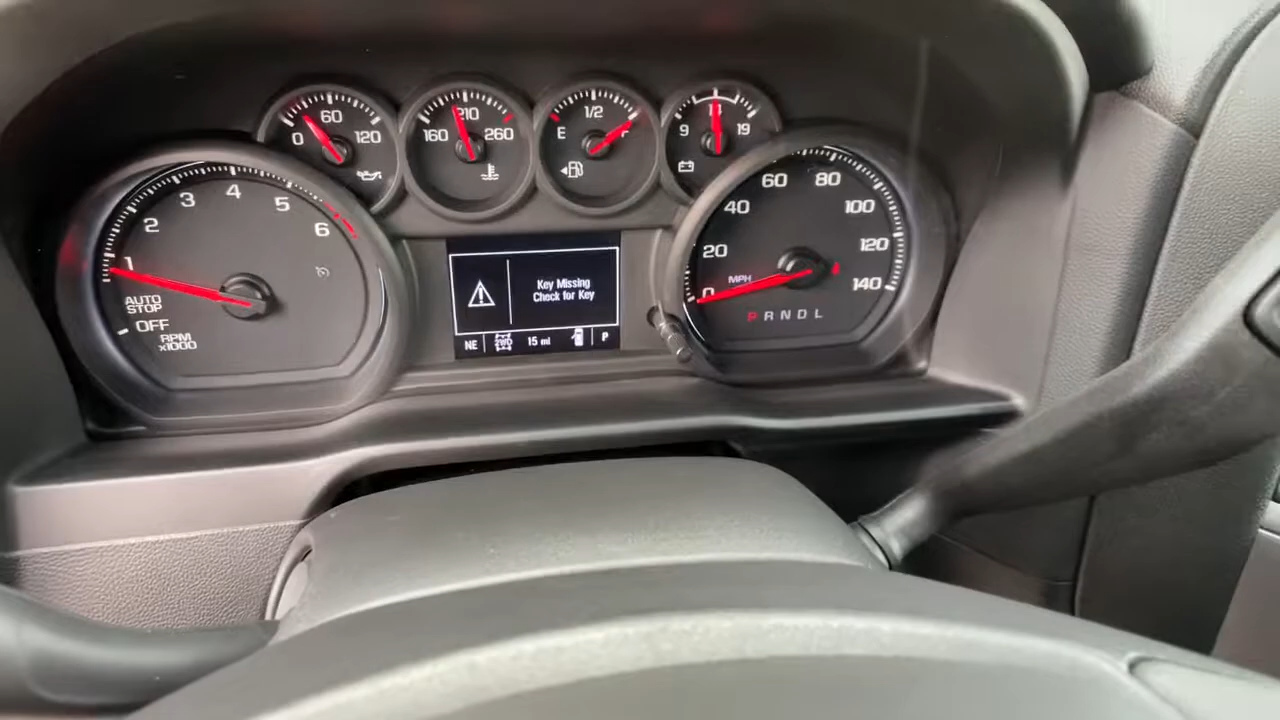 0 60 120
160 210 260
E 1/2 F
9 19
1 2 3 4 5 6
AUTO
STOP
OFF
RPM
x1000
Key Missing
Check for Key
NE 2WD 15 mi P
0 20 40 60 80 100 120 140
MPH
PRNDL